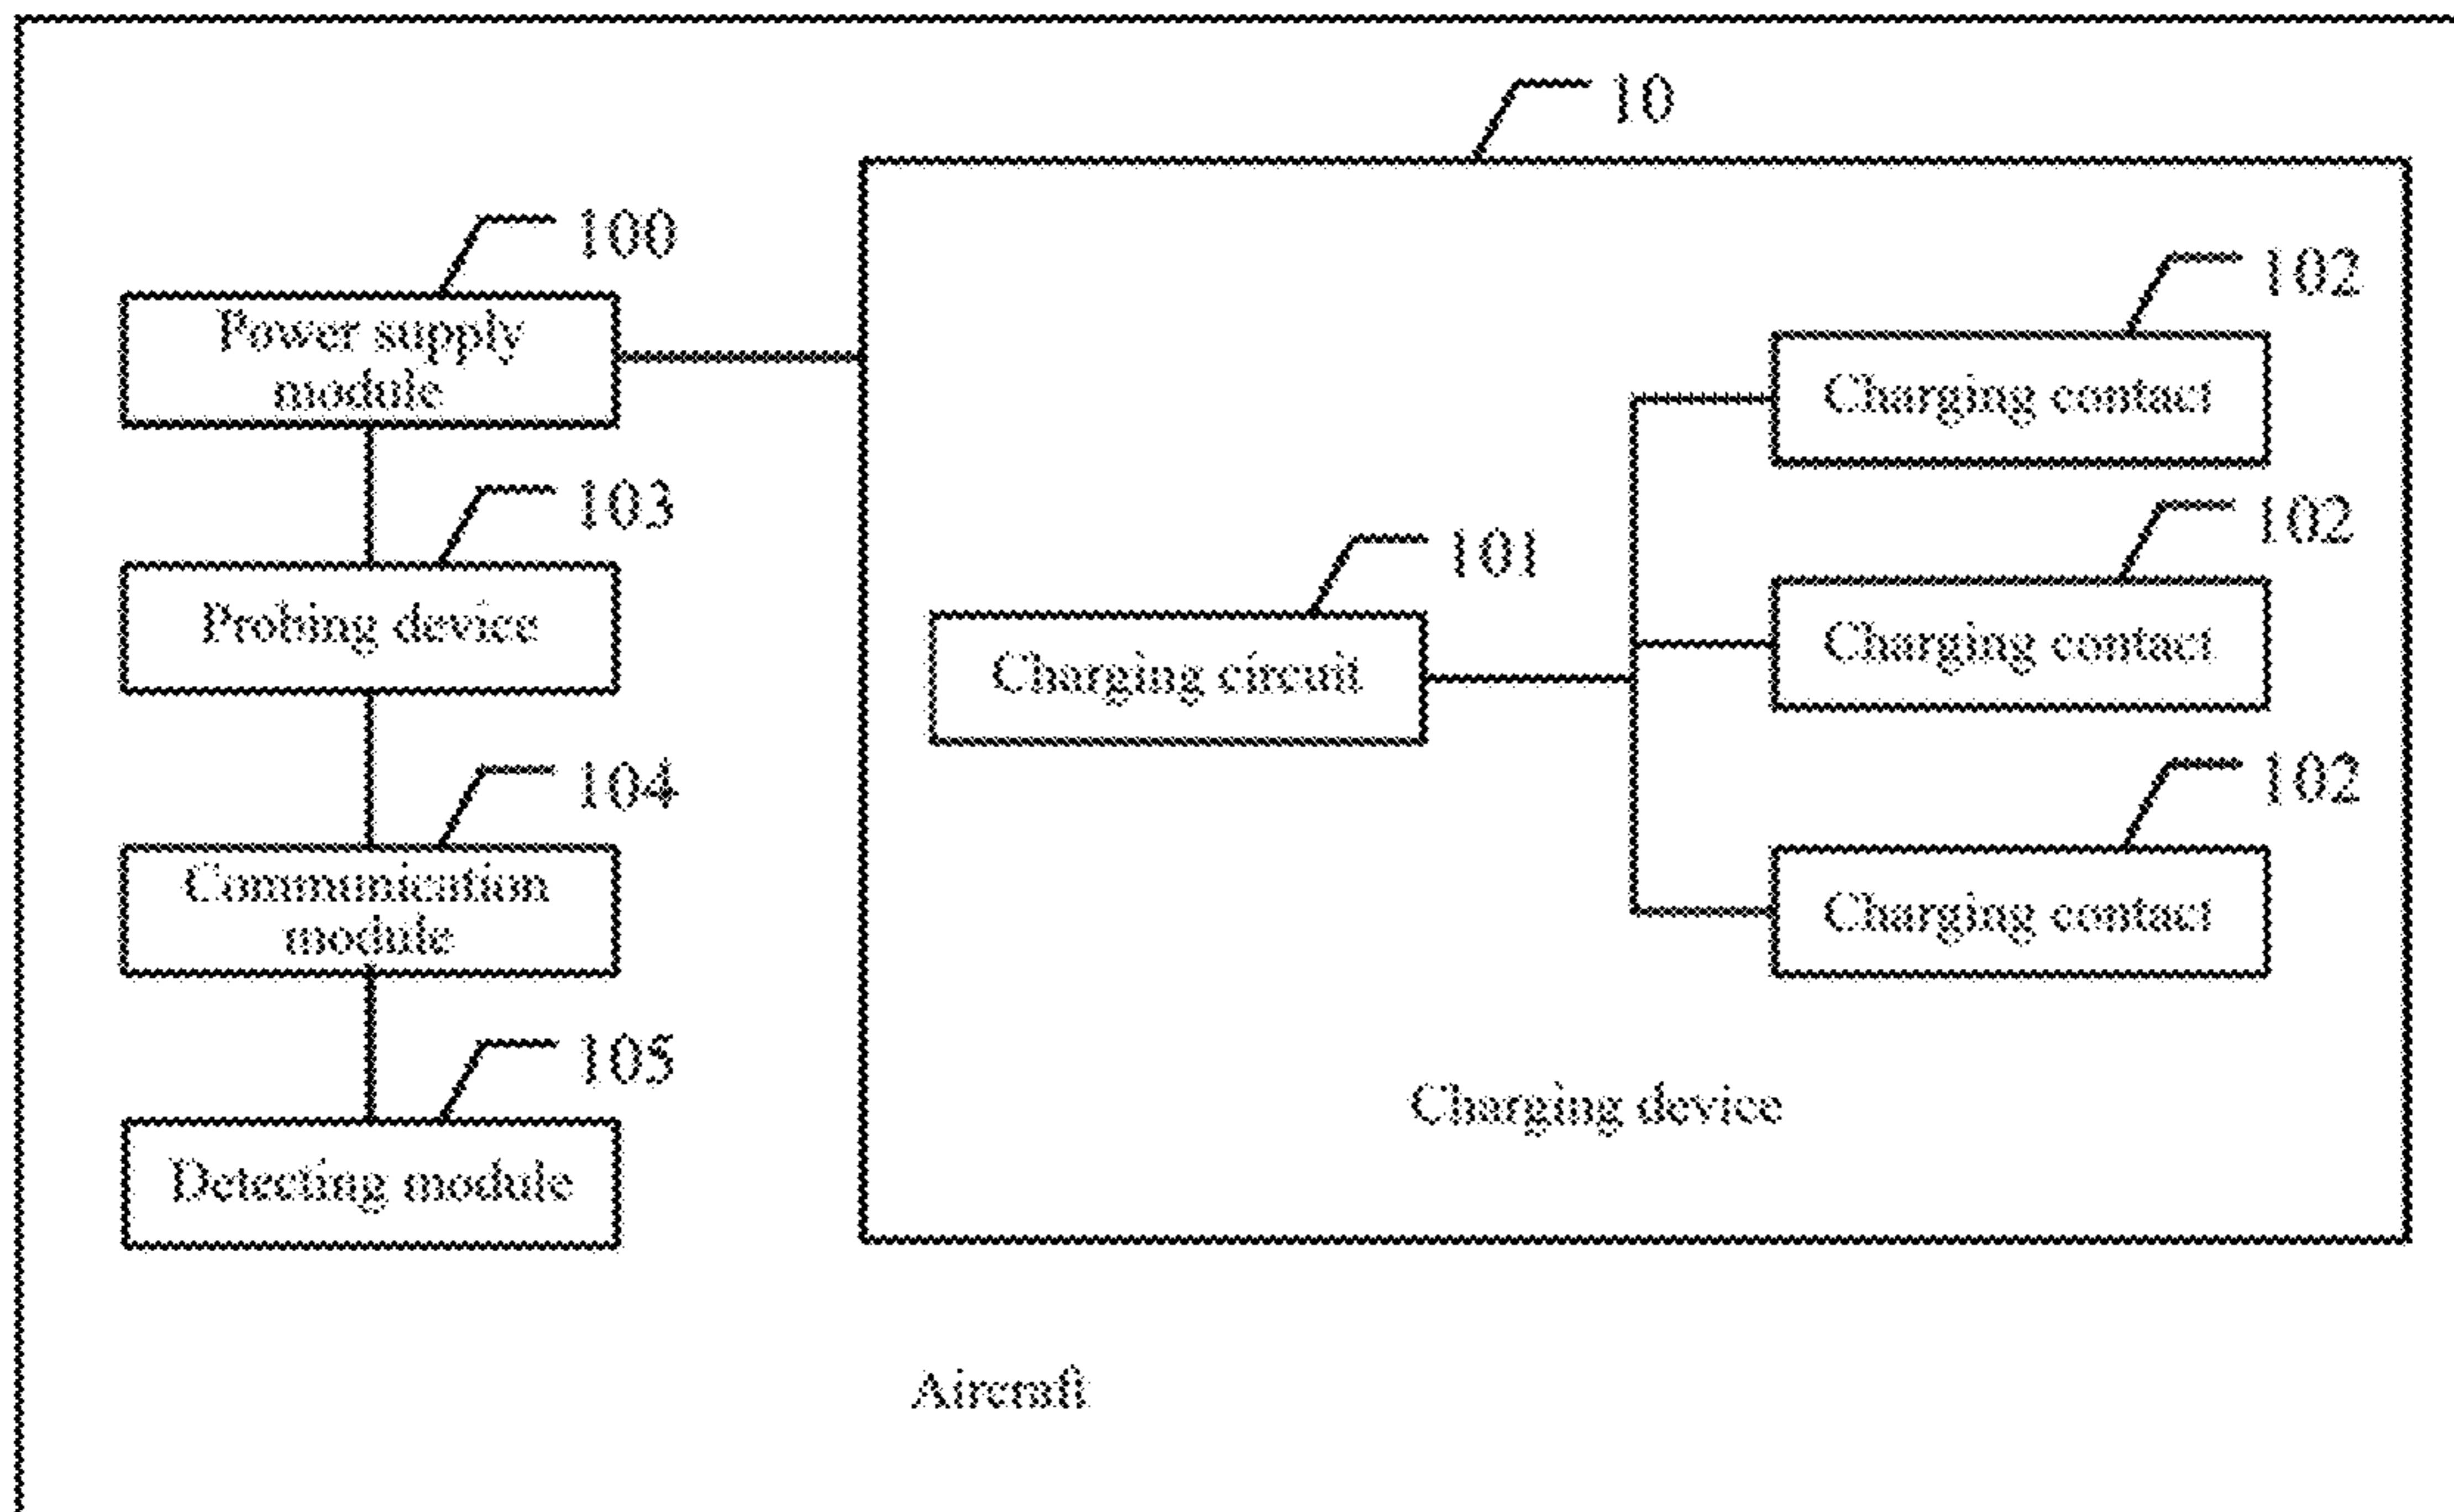 10
100
Power supply
module
103
Probing device
104
Communication
module
105
Detecting module
101
Charging circuit
102
Charging contact
102
Charging contact
102
Charging contact
Charging device
Aircraft